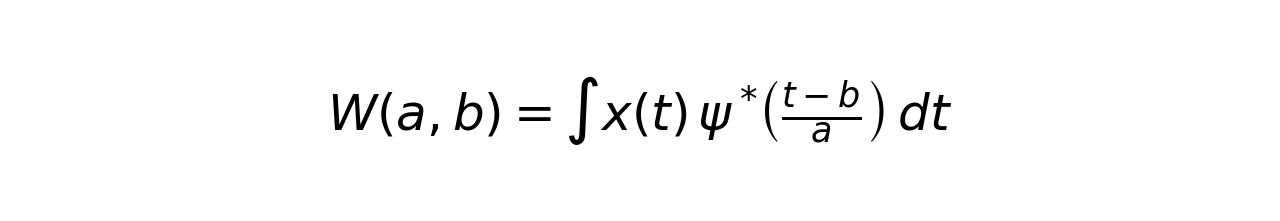 W(a, b) = ∫ x(t) ψ*((t − b)/a) dt